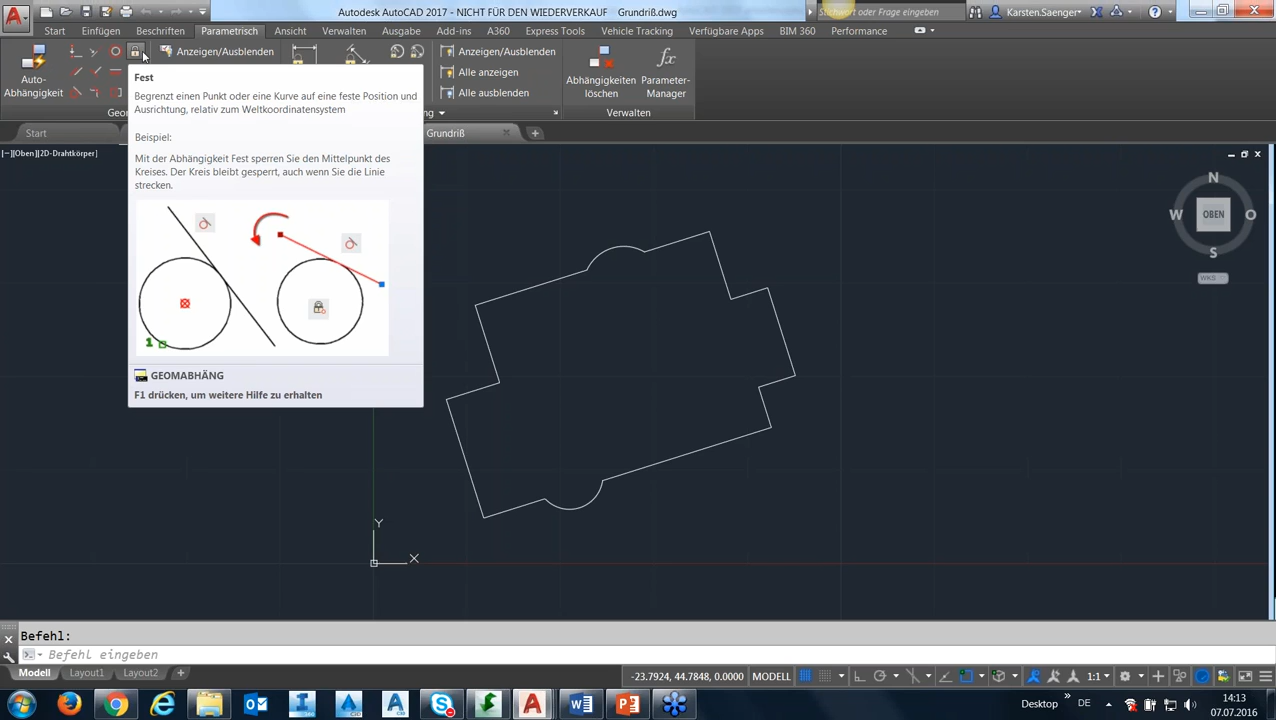 Autodesk AutoCAD 2017 - NICHT FÜR DEN WIEDERVERKAUF Grundriß.dwg
Stichwort oder Frage eingeben
Karsten.Saenger
Start Einfügen Beschriften Parametrisch Ansicht Verwalten Ausgabe Add-ins A360 Express Tools Vehicle Tracking Verfügbare Apps BIM 360 Performance
Auto-
Abhängigkeit
Anzeigen/Ausblenden
Anzeigen/Ausblenden
Alle anzeigen
Alle ausblenden
Abhängigkeiten
löschen
Parameter-
Manager
Verwalten
Start
Grundriß
Fest
Begrenzt einen Punkt oder eine Kurve auf eine feste Position und
Ausrichtung, relativ zum Weltkoordinatensystem
Beispiel:
Mit der Abhängigkeit Fest sperren Sie den Mittelpunkt des
Kreises. Der Kreis bleibt gesperrt, auch wenn Sie die Linie
strecken.
1
GEOMABHÄNG
F1 drücken, um weitere Hilfe zu erhalten
[−][Oben][2D-Drahtkörper]
N
W OBEN O
S
WKS
Y
X
Befehl:
Befehl eingeben
Modell Layout1 Layout2
-23.7924, 44.7848, 0.0000 MODELL
1:1
Desktop
DE
14:13
07.07.2016